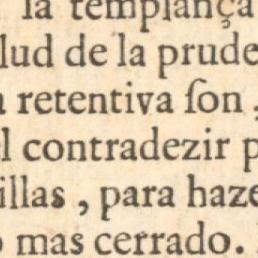 la templança
lud de la prude
a retentiva ſon ,
l contradezir p
illas , para haze
o mas cerrado.